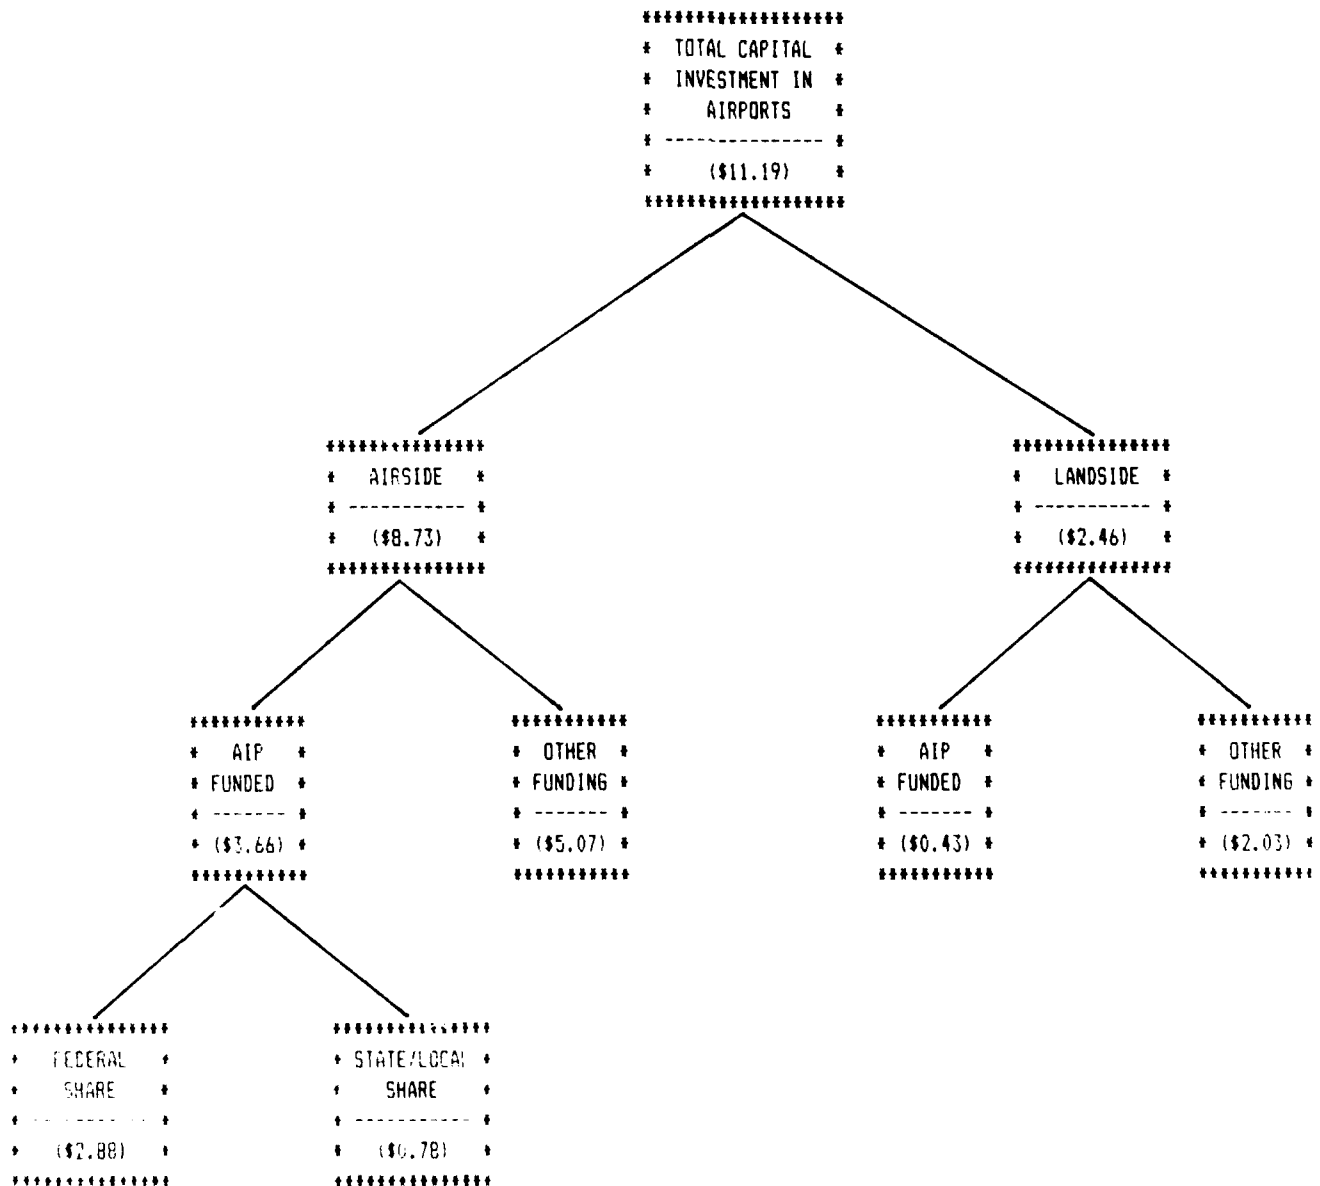 TOTAL CAPITAL
INVESTMENT IN
AIRPORTS
($11.19)
AIRSIDE
($8.73)
LANDSIDE
($2.46)
AIP
FUNDED
($3.66)
OTHER
FUNDING
($5.07)
AIP
FUNDED
($0.43)
OTHER
FUNDING
($2.03)
FEDERAL
SHARE
($2.88)
STATE/LOCAL
SHARE
($0.78)